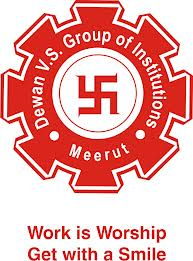 Dewan V.S. Group of Institutions
Meerut
Work is Worship
Get with a Smile